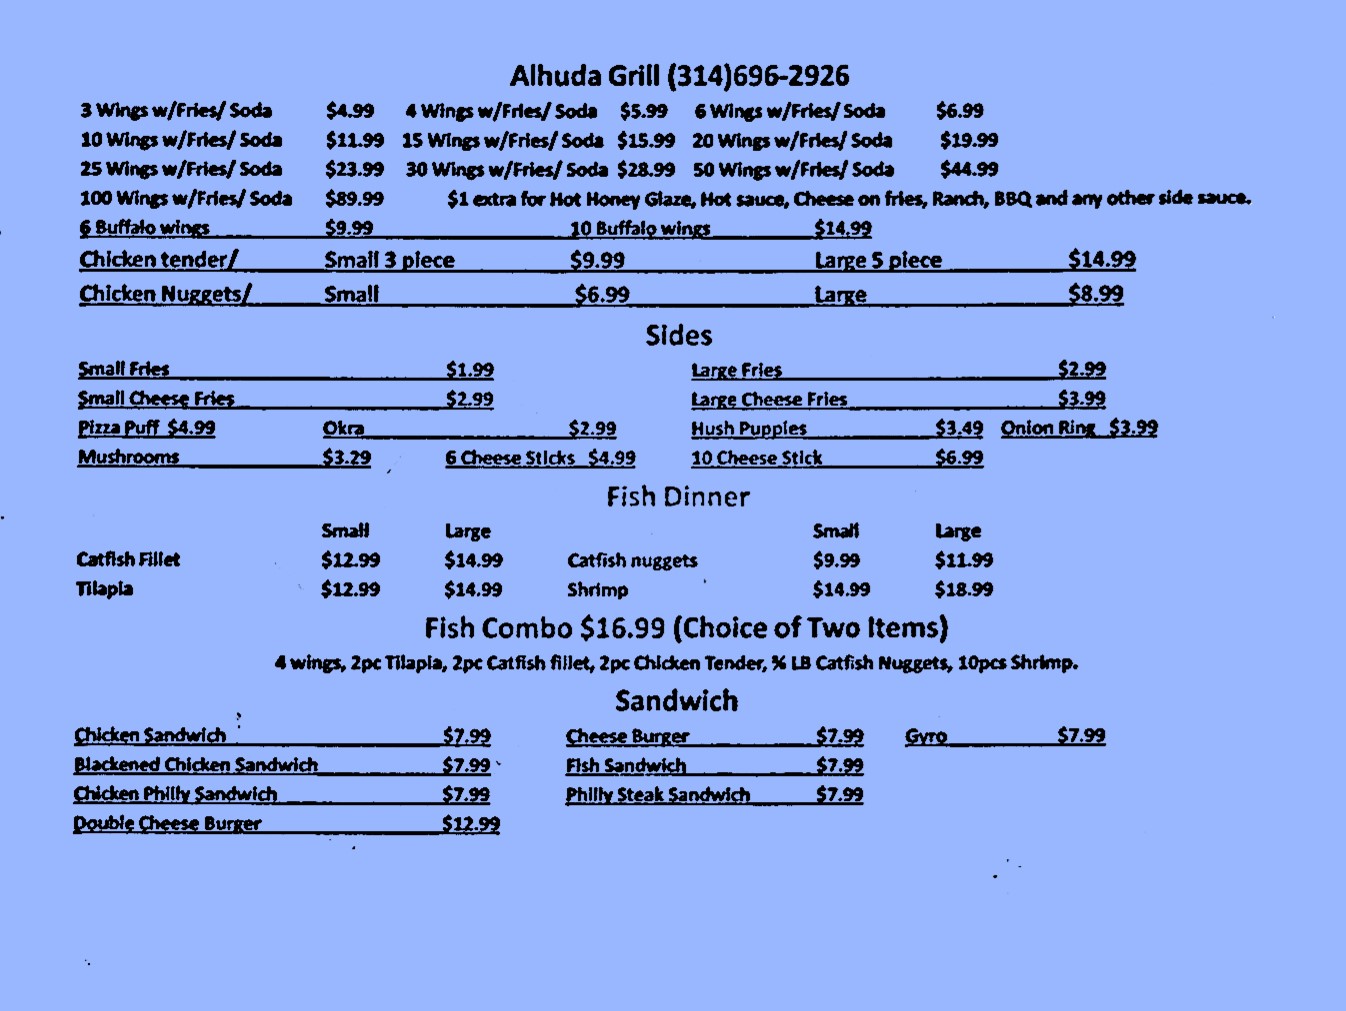 Alhuda Grill (314)696-2926
3 Wings w/Fries/ Soda $4.99 4 Wings w/Fries/ Soda $5.99 6 Wings w/Fries/ Soda $6.99
10 Wings w/Fries/ Soda $11.99 15 Wings w/Fries/ Soda $15.99 20 Wings w/Fries/ Soda $19.99
25 Wings w/Fries/ Soda $23.99 30 Wings w/Fries/ Soda $28.99 50 Wings w/Fries/ Soda $44.99
100 Wings w/Fries/ Soda $89.99 $1 extra for Hot Honey Glaze, Hot sauce, Cheese on fries, Ranch, BBQ and any other side sauce.
6 Buffalo wings $9.99 10 Buffalo wings $14.99
Chicken tender/ Small 3 piece $9.99 Large 5 piece $14.99
Chicken Nuggets/ Small $6.99 Large $8.99
Sides
Small Fries $1.99 Large Fries $2.99
Small Cheese Fries $2.99 Large Cheese Fries $3.99
Pizza Puff $4.99 Okra $2.99 Hush Puppies $3.49 Onion Ring $3.99
Mushrooms $3.29 6 Cheese Sticks $4.99 10 Cheese Stick $6.99
Fish Dinner
Small Large Small Large
Catfish Fillet $12.99 $14.99 Catfish nuggets $9.99 $11.99
Tilapia $12.99 $14.99 Shrimp $14.99 $18.99
Fish Combo $16.99 (Choice of Two Items)
4 wings, 2pc Tilapia, 2pc Catfish fillet, 2pc Chicken Tender, LB Catfish Nuggets, 10pcs Shrimp.
Sandwich
Chicken Sandwich $7.99 Cheese Burger $7.99 Gyro $7.99
Blackened Chicken Sandwich $7.99 Fish Sandwich $7.99
Chicken Philly Sandwich $7.99 Philly Steak Sandwich $7.99
Double Cheese Burger $12.99